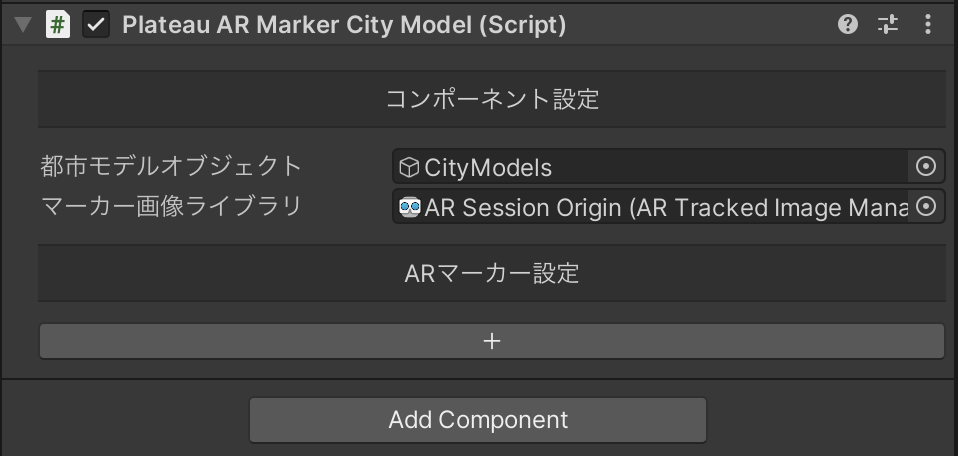 # Plateau AR Marker City Model (Script)
コンポーネント設定
都市モデルオブジェクト CityModels
マーカー画像ライブラリ AR Session Origin (AR Tracked Image Mana
ARマーカー設定
+
Add Component